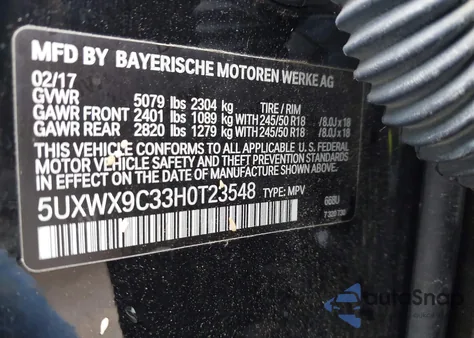 MFD BY BAYERISCHE MOTOREN WERKE AG
02/17
GVWR 5079 lbs 2304 kg TIRE / RIM
GAWR FRONT 2401 lbs 1089 kg WITH 245/50 R18 /8.0J x 18
GAWR REAR 2820 lbs 1279 kg WITH 245/50 R18 /8.0J x 18
THIS VEHICLE CONFORMS TO ALL APPLICABLE U.S. FEDERAL
MOTOR VEHICLE SAFETY AND THEFT PREVENTION STANDARDS
IN EFFECT ON THE DATE OF MANUFACTURE SHOWN ABOVE.
5UXWX9C33H0T23548 TYPE: MPV
autoSnap